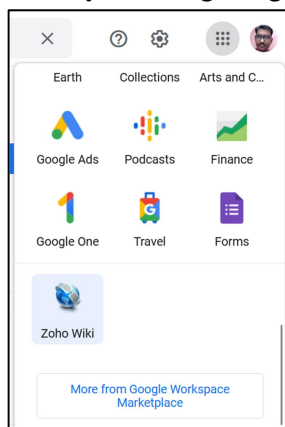 Earth Collections Arts and C...
Google Ads Podcasts Finance
Google One Travel Forms
Zoho Wiki
More from Google Workspace
Marketplace